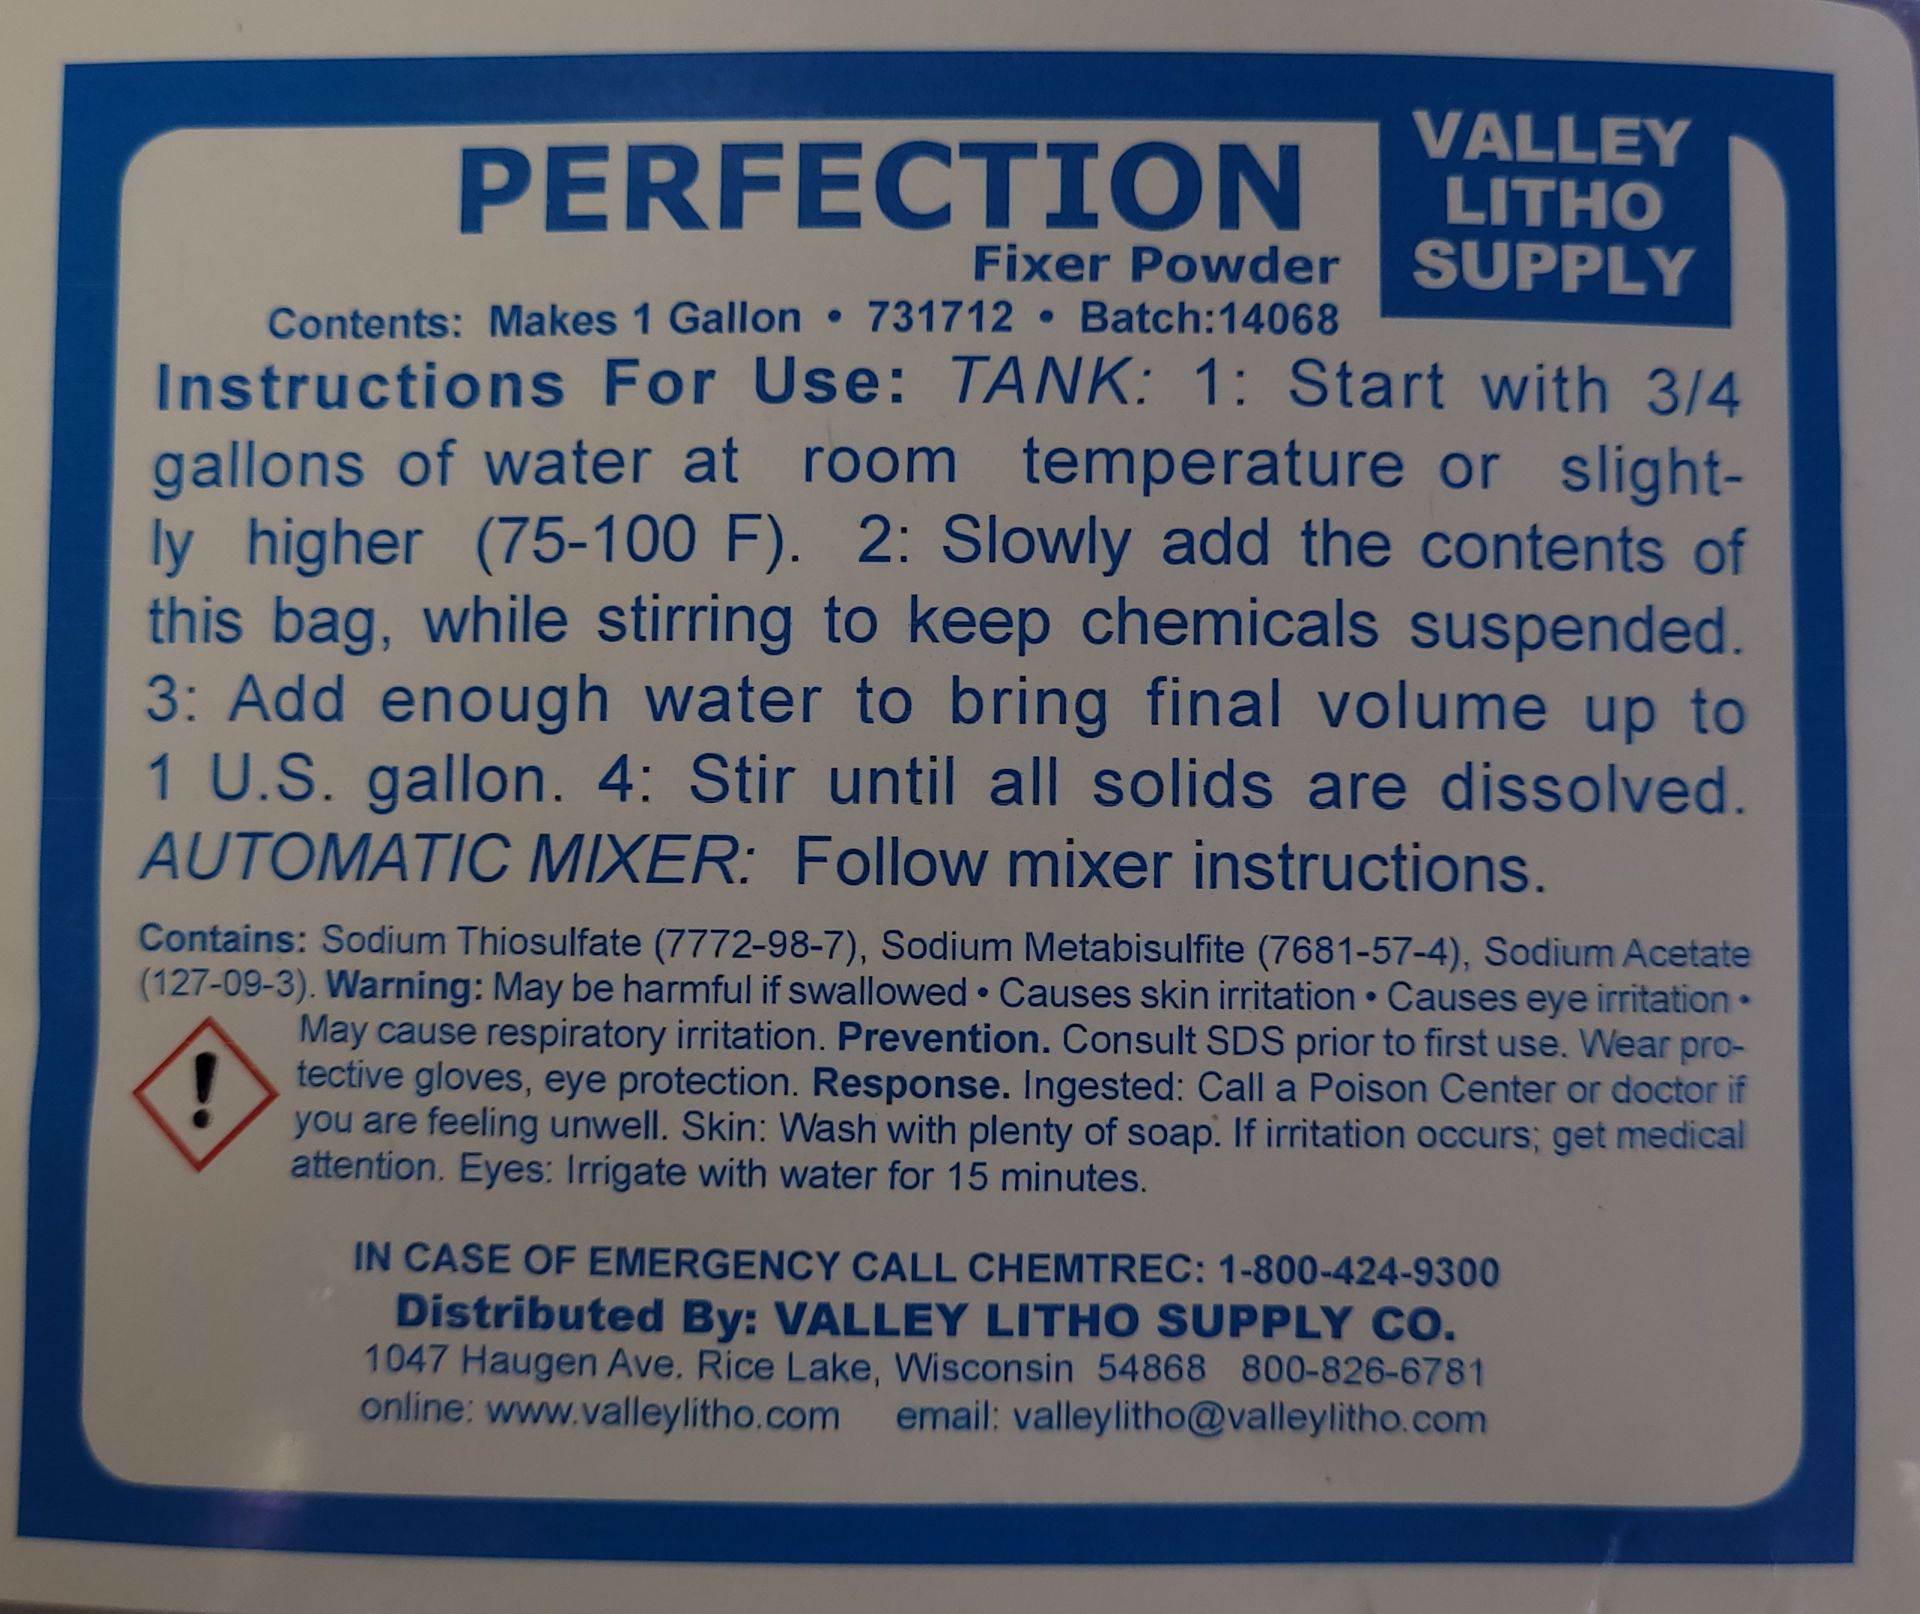 PERFECTION
VALLEY
LITHO
SUPPLY
Fixer Powder
Contents: Makes 1 Gallon • 731712 • Batch:14068
Instructions For Use: TANK: 1: Start with 3/4
gallons of water at room temperature or slight-
ly higher (75-100 F). 2: Slowly add the contents of
this bag, while stirring to keep chemicals suspended.
3: Add enough water to bring final volume up to
1 U.S. gallon. 4: Stir until all solids are dissolved.
AUTOMATIC MIXER: Follow mixer instructions.
Contains: Sodium Thiosulfate (7772-98-7), Sodium Metabisulfite (7681-57-4), Sodium Acetate
(127-09-3). Warning: May be harmful if swallowed • Causes skin irritation • Causes eye irritation •
May cause respiratory irritation. Prevention. Consult SDS prior to first use. Wear pro-
tective gloves, eye protection. Response. Ingested: Call a Poison Center or doctor if
you are feeling unwell. Skin: Wash with plenty of soap. If irritation occurs; get medical
attention. Eyes: Irrigate with water for 15 minutes.
IN CASE OF EMERGENCY CALL CHEMTREC: 1-800-424-9300
Distributed By: VALLEY LITHO SUPPLY CO.
1047 Haugen Ave. Rice Lake, Wisconsin 54868 800-826-6781
online: www.valleylitho.com email: valleylitho@valleylitho.com